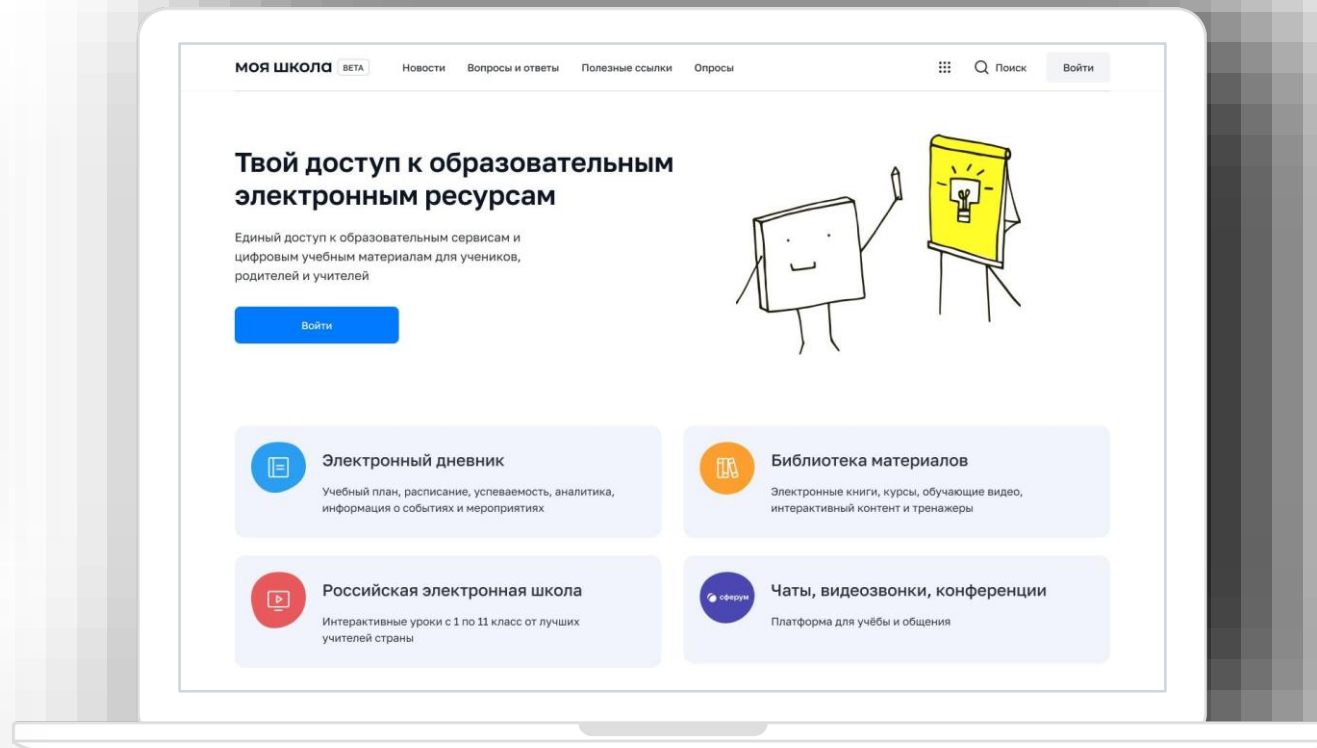 МОЯ ШКОЛА BETA Новости Вопросы и ответы Полезные ссылки Опросы Поиск Войти
Твой доступ к образовательным
электронным ресурсам
Единый доступ к образовательным сервисам и
цифровым учебным материалам для учеников,
родителей и учителей
Войти
Электронный дневник
Учебный план, расписание, успеваемость, аналитика,
информация о событиях и мероприятиях
Библиотека материалов
Электронные книги, курсы, обучающие видео,
интерактивный контент и тренажеры
Российская электронная школа
Интерактивные уроки с 1 по 11 класс от лучших
учителей страны
сферум
Чаты, видеозвонки, конференции
Платформа для учёбы и общения